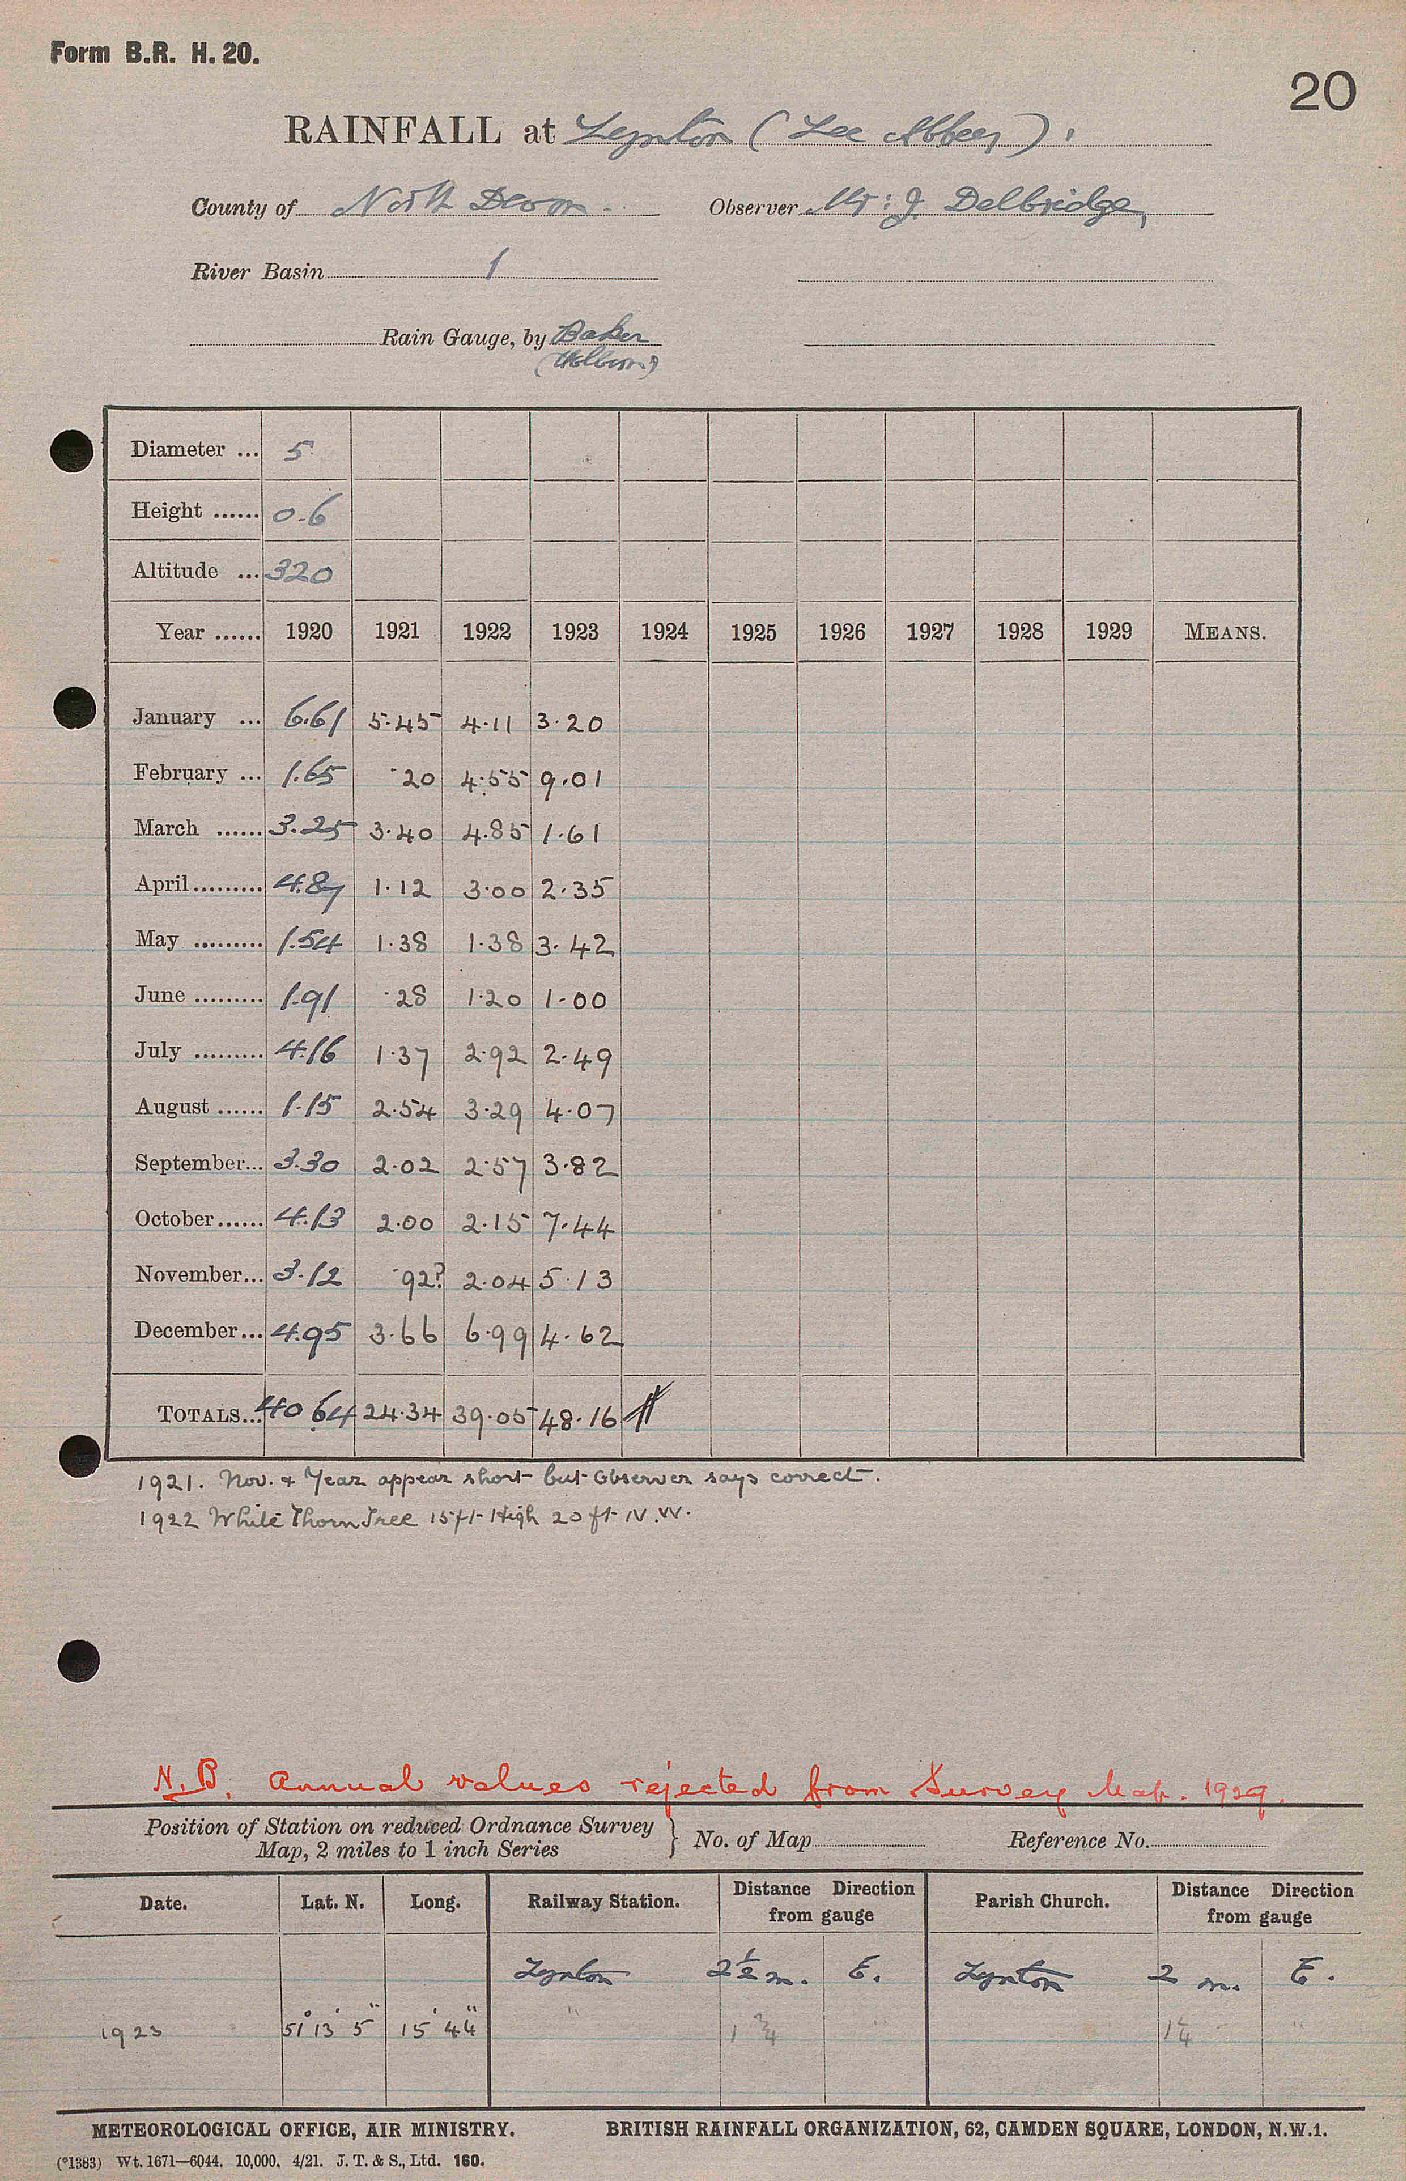 Form B.R. H. 20.
20
RAINFALL at Lynton (Lee Abbey).
County of North Devon. Observer Mr: J. Delbridge,
River Basin 1
Rain Gauge, by Baker
(Holborn)
Diameter ... 5
Height ...... 0.6
Altitude ... 320
Year ...... 1920 1921 1922 1923 1924 1925 1926 1927 1928 1929 MEANS.
January ... 6.61 5.45 4.11 3.20
February ... 1.65 .20 4.55 9.01
March ...... 3.25 3.40 4.85 1.61
April......... 4.87 1.12 3.00 2.35
May ......... 1.54 1.38 1.38 3.42
June ......... 1.91 .28 1.20 1.00
July ......... 4.16 1.37 2.92 2.49
August ...... 1.15 2.54 3.29 4.07
September... 3.30 2.02 2.57 3.82
October...... 4.13 2.00 2.15 7.44
November... 3.12 .92? 2.04 5.13
December... 4.95 3.66 6.99 4.62
TOTALS... 40.64 24.34 39.05 48.16
1921. Nov. & Year appear short but Observer says correct.
1922 White Thorn Tree 15ft High 20 ft N.W.
N.B. Annual values rejected from Survey Map. 1929.
Position of Station on reduced Ordnance Survey
Map, 2 miles to 1 inch Series } No. of Map Reference No.
Date. Lat. N. Long. Railway Station. Distance Direction from gauge Parish Church. Distance Direction from gauge
Lynton 2½ m. E. Lynton 2 m. E.
1923 51° 13' 5" 15' 44" " 1¾ " 1¼ "
METEOROLOGICAL OFFICE, AIR MINISTRY. BRITISH RAINFALL ORGANIZATION, 62, CAMDEN SQUARE, LONDON, N.W.1.
(*1383) Wt. 1671—6044. 10,000. 4/21. J. T. & S., Ltd. 160.